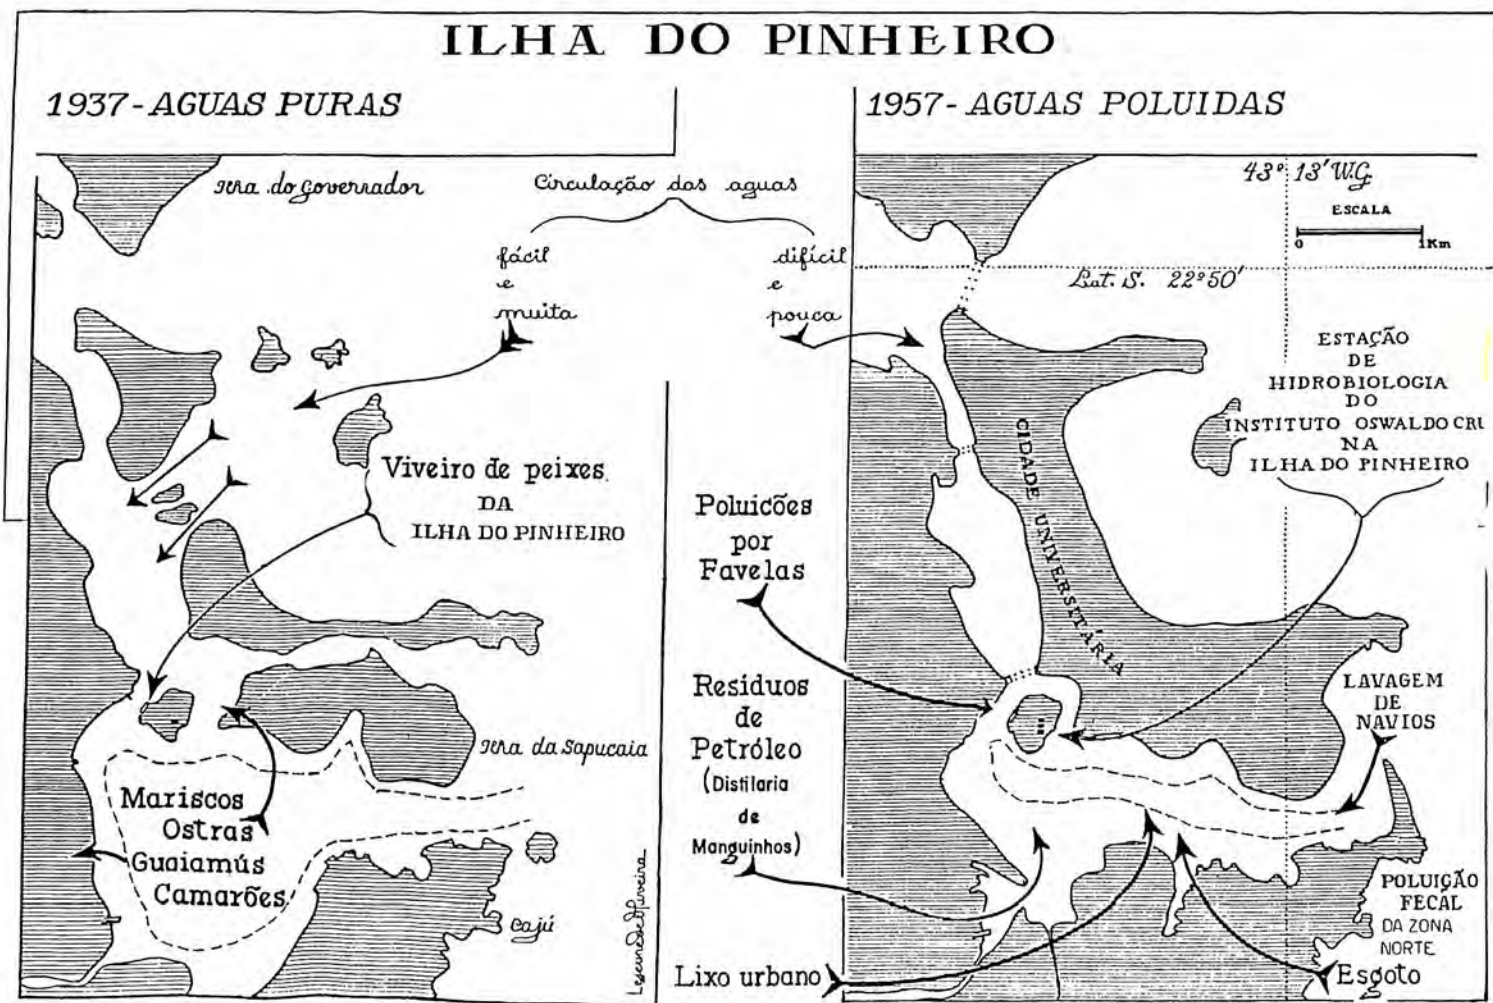 ILHA DO PINHEIRO
1937-AGUAS PURAS
Ilha do Governador
Circulação das aguas
fácil
e
muita
difícil
e
pouca
Viveiro de peixes
DA
ILHA DO PINHEIRO
Ilha da Sapucaia
Mariscos
Ostras
Guaiamús
Camarões
Cajú
Poluicões
por
Favelas
Residuos
de
Petróleo
(Distilaria
de
Manguinhos)
Lixo urbano
1957-AGUAS POLUIDAS
43° 13' W.G.
ESCALA
0 1Km
Lat. S. 22°50'
ESTAÇÃO
DE
HIDROBIOLOGIA
DO
INSTITUTO OSWALDO CRU
NA
ILHA DO PINHEIRO
CIDADE UNIVERSITÁRIA
LAVAGEM
DE
NAVIOS
POLUIÇÃO
FECAL
DA ZONA
NORTE
Esgoto